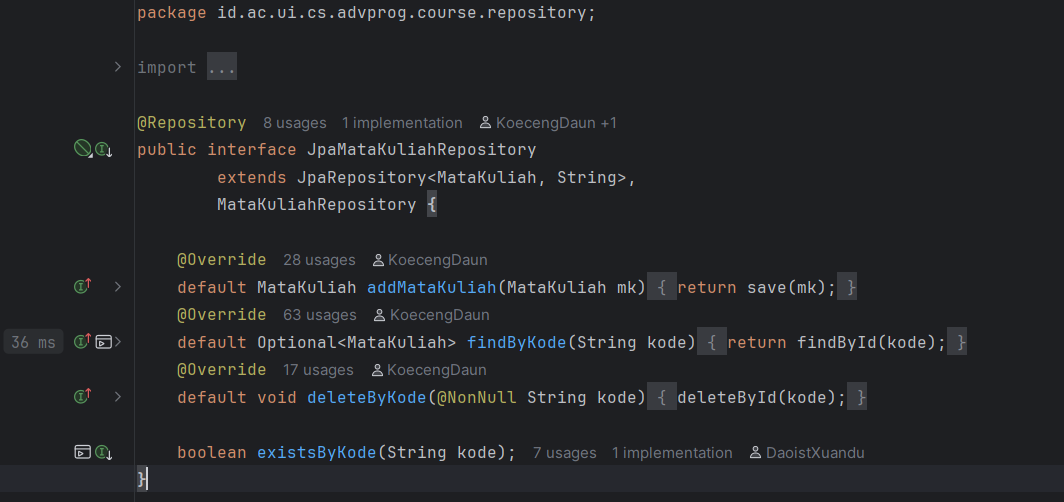 package id.ac.ui.cs.advprog.course.repository;
import ...
@Repository 8 usages 1 implementation KoecengDaun +1
public interface JpaMataKuliahRepository
extends JpaRepository<MataKuliah, String>,
MataKuliahRepository {
@Override 28 usages KoecengDaun
default MataKuliah addMataKuliah(MataKuliah mk) { return save(mk); }
@Override 63 usages KoecengDaun
36 ms default Optional<MataKuliah> findByKode(String kode) { return findById(kode); }
@Override 17 usages KoecengDaun
default void deleteByKode(@NonNull String kode) { deleteById(kode); }
boolean existsByKode(String kode); 7 usages 1 implementation DaoistXuandu
}